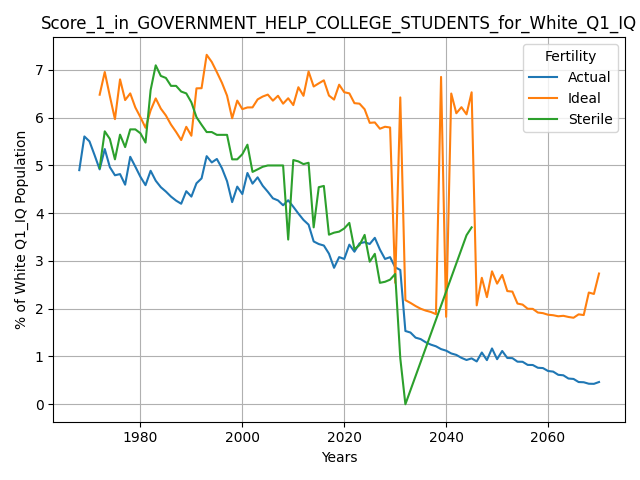 Score_1_in_GOVERNMENT_HELP_COLLEGE_STUDENTS_for_White_Q1_IQ
Fertility
Actual
Ideal
Sterile
% of White Q1_IQ Population
7
6
5
4
3
2
1
0
1980 2000 2020 2040 2060
Years